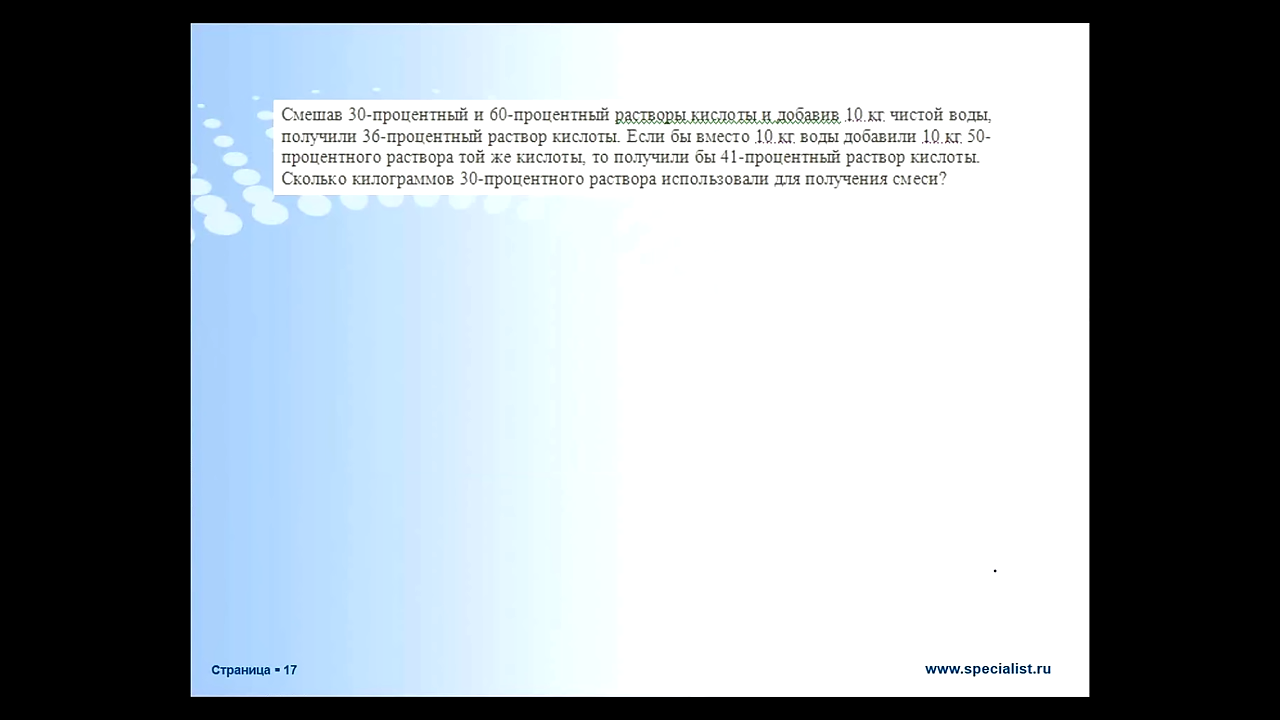 Смешав 30-процентный и 60-процентный растворы кислоты и добавив 10 кг чистой воды,
получили 36-процентный раствор кислоты. Если бы вместо 10 кг воды добавили 10 кг 50-
процентного раствора той же кислоты, то получили бы 41-процентный раствор кислоты.
Сколько килограммов 30-процентного раствора использовали для получения смеси?
Страница ▪ 17
www.specialist.ru